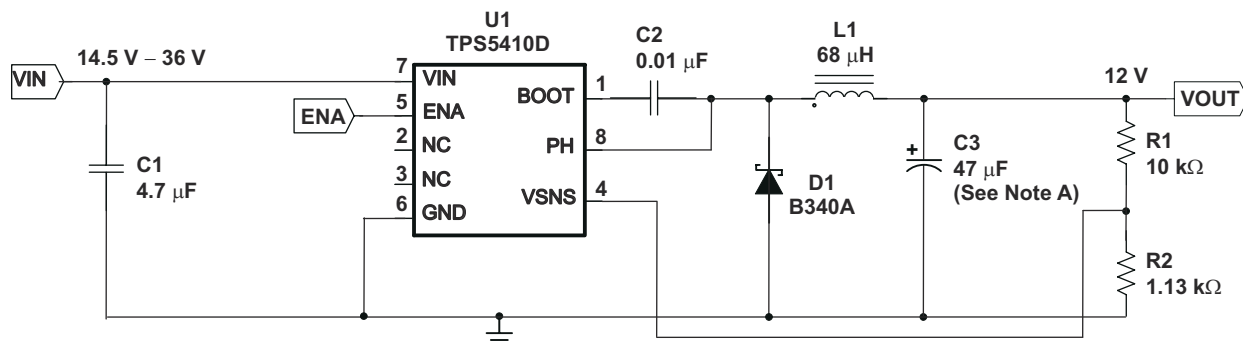 U1
TPS5410D
VIN
14.5 V – 36 V
C1
4.7 μF
ENA
7
5
2
3
6
VIN
ENA
NC
NC
GND
BOOT
PH
VSNS
1
8
4
C2
0.01 μF
L1
68 μH
D1
B340A
+
C3
47 μF
(See Note A)
12 V
VOUT
R1
10 kΩ
R2
1.13 kΩ